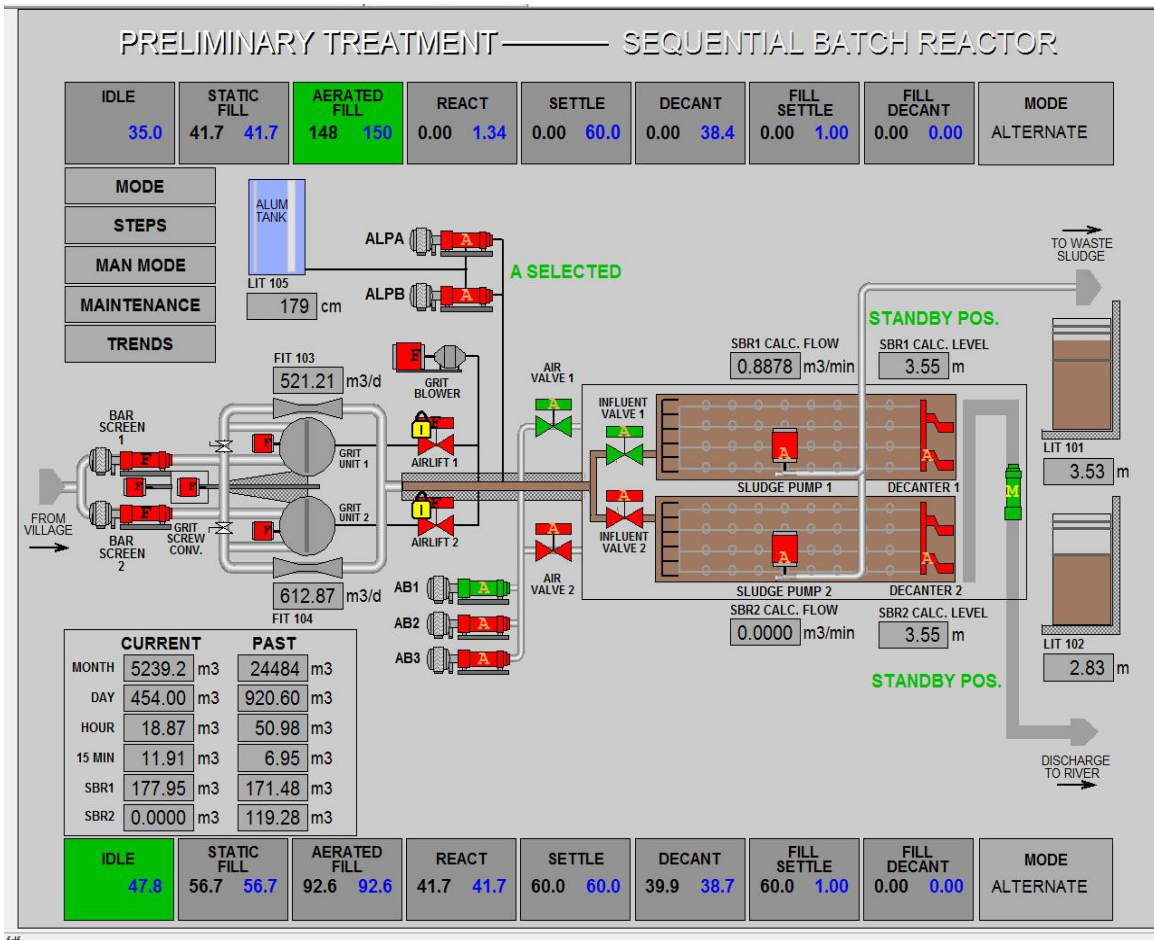 PRELIMINARY TREATMENT——— SEQUENTIAL BATCH REACTOR
IDLE
35.0
STATIC
FILL
41.7 41.7
AERATED
FILL
148 150
REACT
0.00 1.34
SETTLE
0.00 60.0
DECANT
0.00 38.4
FILL
SETTLE
0.00 1.00
FILL
DECANT
0.00 0.00
MODE
ALTERNATE
MODE
STEPS
MAN MODE
MAINTENANCE
TRENDS
ALUM
TANK
LIT 105
179 cm
ALPA
A
ALPB
A
A SELECTED
TO WASTE
SLUDGE
STANDBY POS.
SBR1 CALC. FLOW
0.8878 m3/min
SBR1 CALC. LEVEL
3.55 m
FIT 103
521.21 m3/d
F
GRIT
BLOWER
AIR
VALVE 1
A
INFLUENT
VALVE 1
A
BAR
SCREEN
1
F
F
GRIT
UNIT 1
I
F
AIRLIFT 1
A
SLUDGE PUMP 1
A
DECANTER 1
LIT 101
3.53 m
M
FROM
VILLAGE
F
F
F
BAR
SCREEN
2
GRIT
SCREW
CONV.
F
GRIT
UNIT 2
I
F
AIRLIFT 2
A
INFLUENT
VALVE 2
A
AIR
VALVE 2
A
SLUDGE PUMP 2
A
DECANTER 2
612.87 m3/d
FIT 104
AB1
A
AB2
A
AB3
A
SBR2 CALC. FLOW
0.0000 m3/min
SBR2 CALC. LEVEL
3.55 m
LIT 102
2.83 m
STANDBY POS.
DISCHARGE
TO RIVER
CURRENT PAST
MONTH 5239.2 m3 24484 m3
DAY 454.00 m3 920.60 m3
HOUR 18.87 m3 50.98 m3
15 MIN 11.91 m3 6.95 m3
SBR1 177.95 m3 171.48 m3
SBR2 0.0000 m3 119.28 m3
IDLE
47.8
STATIC
FILL
56.7 56.7
AERATED
FILL
92.6 92.6
REACT
41.7 41.7
SETTLE
60.0 60.0
DECANT
39.9 38.7
FILL
SETTLE
60.0 1.00
FILL
DECANT
0.00 0.00
MODE
ALTERNATE